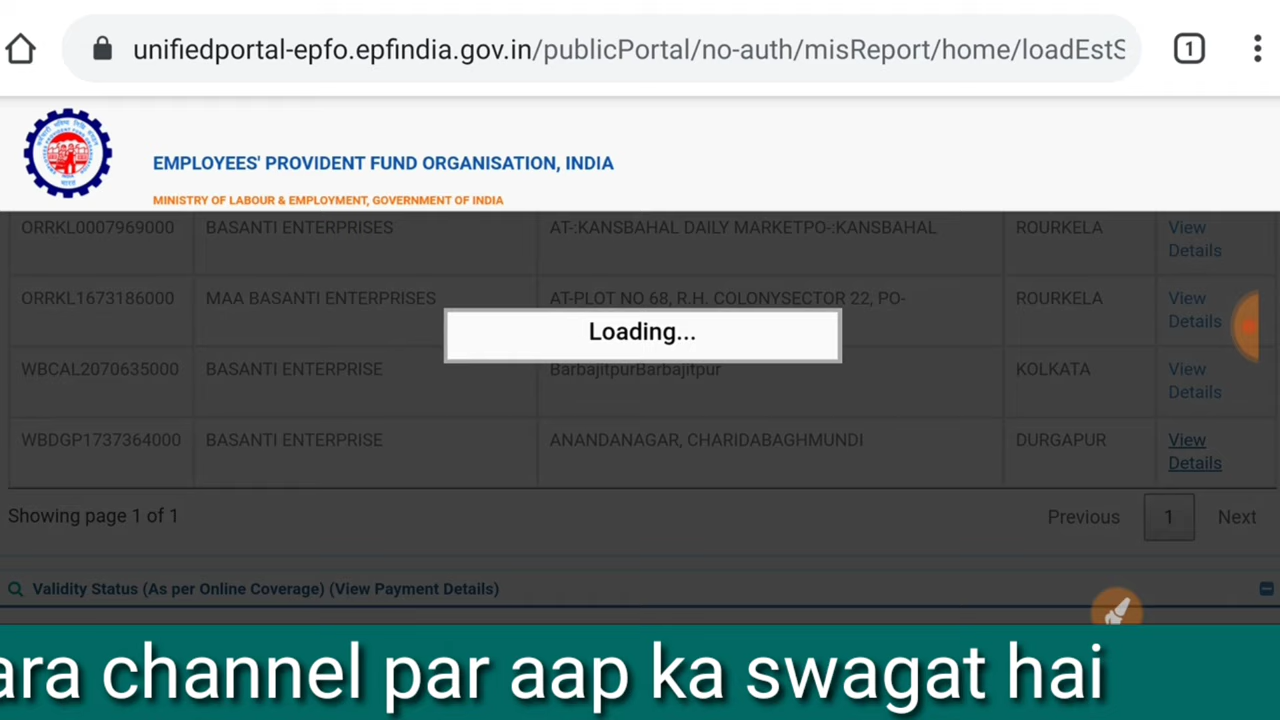 unifiedportal-epfo.epfindia.gov.in/publicPortal/no-auth/misReport/home/loadEstS
1
EMPLOYEES' PROVIDENT FUND ORGANISATION, INDIA
MINISTRY OF LABOUR & EMPLOYMENT, GOVERNMENT OF INDIA
ORRKL0007969000 BASANTI ENTERPRISES AT-:KANSBAHAL DAILY MARKETPO-:KANSBAHAL ROURKELA View Details
ORRKL1673186000 MAA BASANTI ENTERPRISES AT-PLOT NO 68, R.H. COLONYSECTOR 22, PO- ROURKELA View Details
Loading...
WBCAL2070635000 BASANTI ENTERPRISE BarbajitpurBarbajitpur KOLKATA View Details
WBDGP1737364000 BASANTI ENTERPRISE ANANDANAGAR, CHARIDABAGHMUNDI DURGAPUR View Details
Showing page 1 of 1 Previous 1 Next
Validity Status (As per Online Coverage) (View Payment Details)
ara channel par aap ka swagat hai